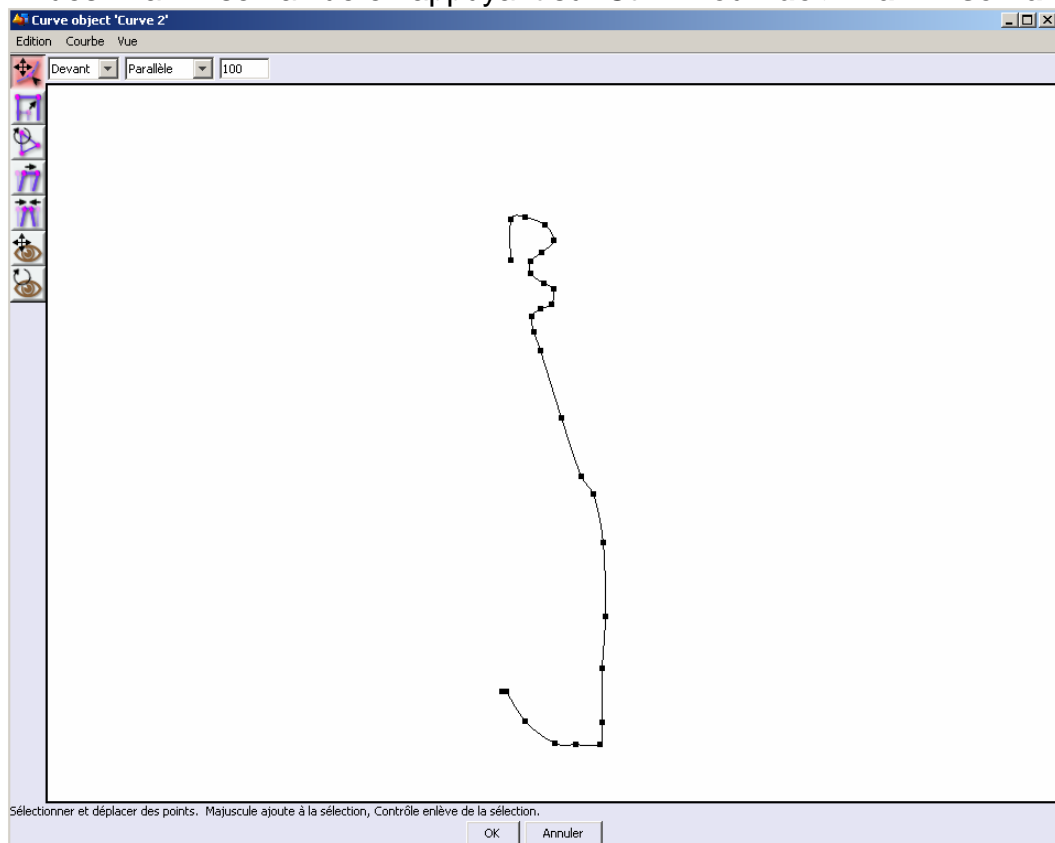 Curve object 'Curve 2'
Edition Courbe Vue
Devant Parallèle 100
Sélectionner et déplacer des points. Majuscule ajoute à la sélection, Contrôle enlève de la sélection.
OK Annuler